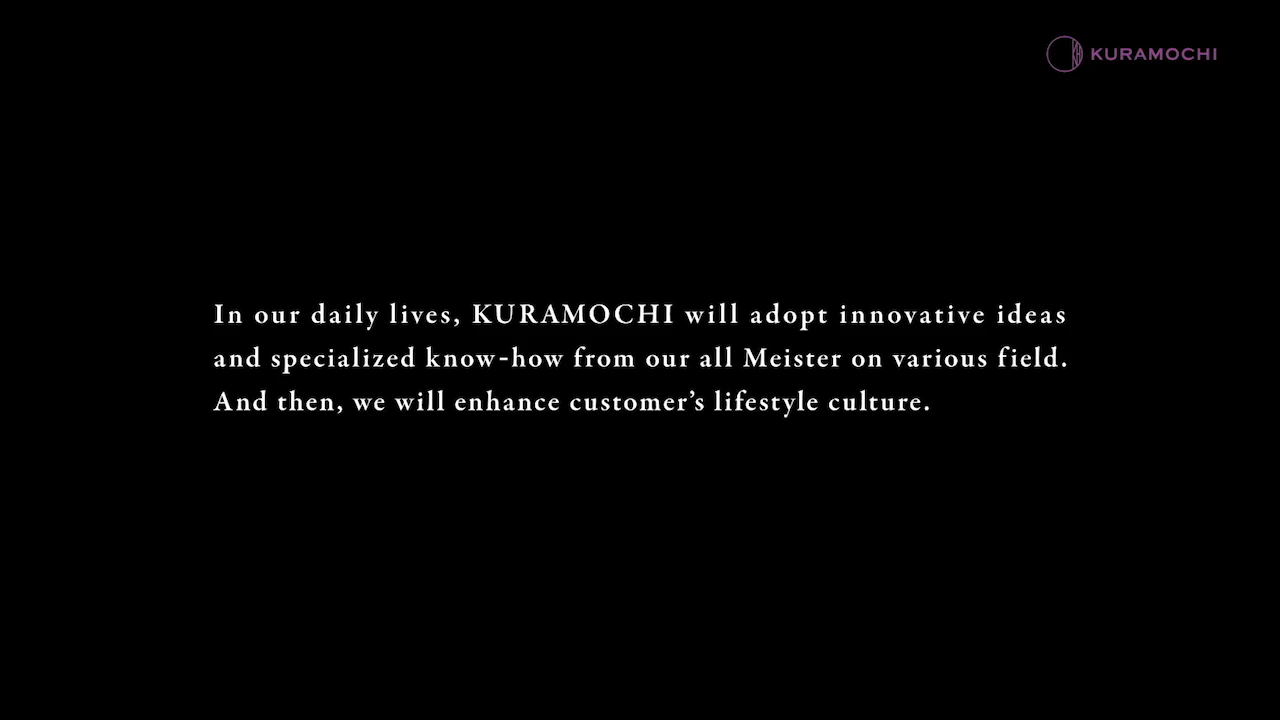 KURAMOCHI
In our daily lives, KURAMOCHI will adopt innovative ideas
and specialized know-how from our all Meister on various field.
And then, we will enhance customer’s lifestyle culture.